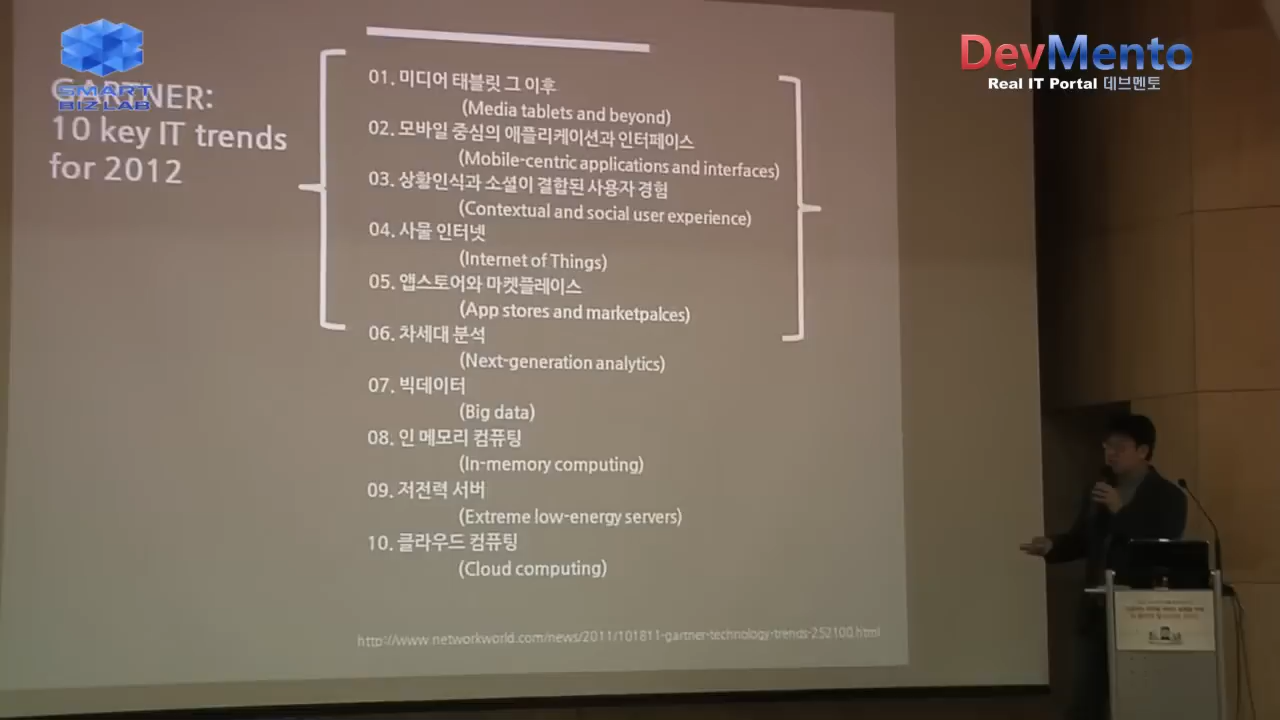 SMART
BIZ LAB
DevMento
Real IT Portal 데브멘토
GARTNER:
10 key IT trends
for 2012
01. 미디어 태블릿 그 이후
(Media tablets and beyond)
02. 모바일 중심의 애플리케이션과 인터페이스
(Mobile-centric applications and interfaces)
03. 상황인식과 소셜이 결합된 사용자 경험
(Contextual and social user experience)
04. 사물 인터넷
(Internet of Things)
05. 앱스토어와 마켓플레이스
(App stores and marketpalces)
06. 차세대 분석
(Next-generation analytics)
07. 빅데이터
(Big data)
08. 인 메모리 컴퓨팅
(In-memory computing)
09. 저전력 서버
(Extreme low-energy servers)
10. 클라우드 컴퓨팅
(Cloud computing)
http://www.networkworld.com/news/2011/101811-gartner-technology-trends-252100.html